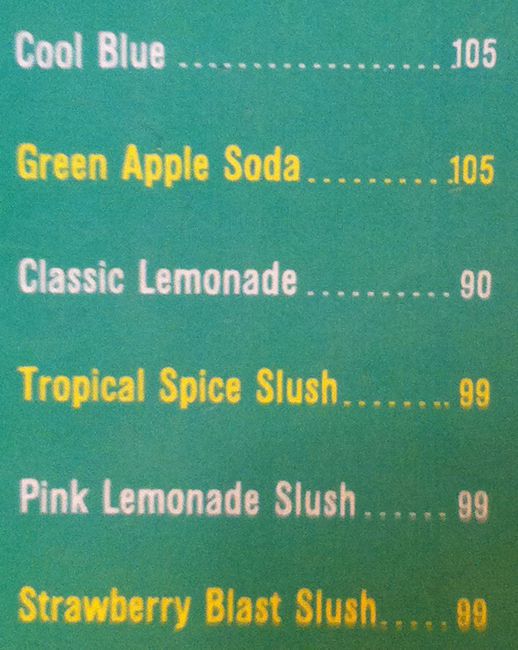 Cool Blue .................. 105
Green Apple Soda .......... 105
Classic Lemonade .......... 90
Tropical Spice Slush ........ 99
Pink Lemonade Slush ...... 99
Strawberry Blast Slush ..... 99